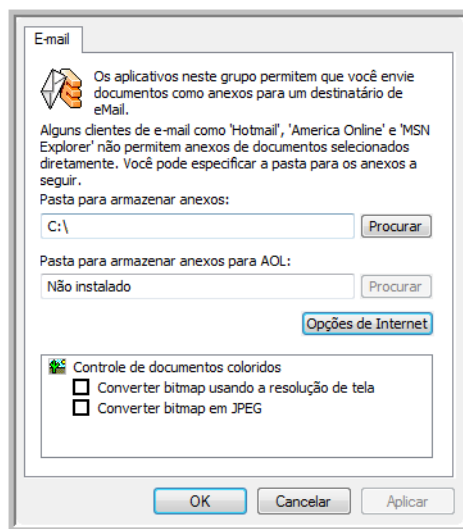 E-mail
Os aplicativos neste grupo permitem que você envie
documentos como anexos para um destinatário de
eMail.
Alguns clientes de e-mail como 'Hotmail', 'America Online' e 'MSN
Explorer' não permitem anexos de documentos selecionados
diretamente. Você pode especificar a pasta para os anexos a
seguir.
Pasta para armazenar anexos:
C:\
Procurar
Pasta para armazenar anexos para AOL:
Não instalado
Procurar
Opções de Internet
Controle de documentos coloridos
Converter bitmap usando a resolução de tela
Converter bitmap em JPEG
OK
Cancelar
Aplicar